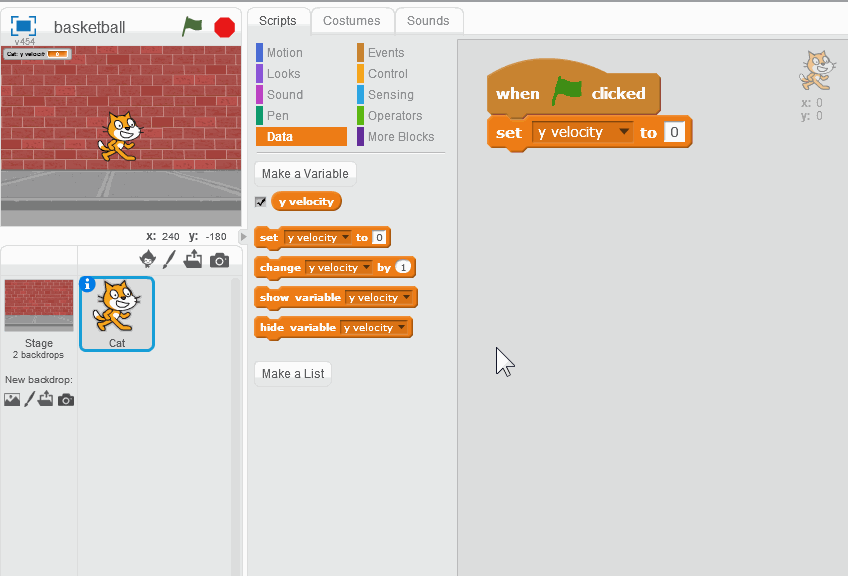 basketball
v454
Cat: y velocity 0
x: 240 y: -180
Stage
2 backdrops
New backdrop:
Cat
Scripts
Costumes
Sounds
Motion
Events
Looks
Control
Sound
Sensing
Pen
Operators
Data
More Blocks
Make a Variable
y velocity
set y velocity to 0
change y velocity by 1
show variable y velocity
hide variable y velocity
Make a List
when clicked
set y velocity to 0
x: 0
y: 0